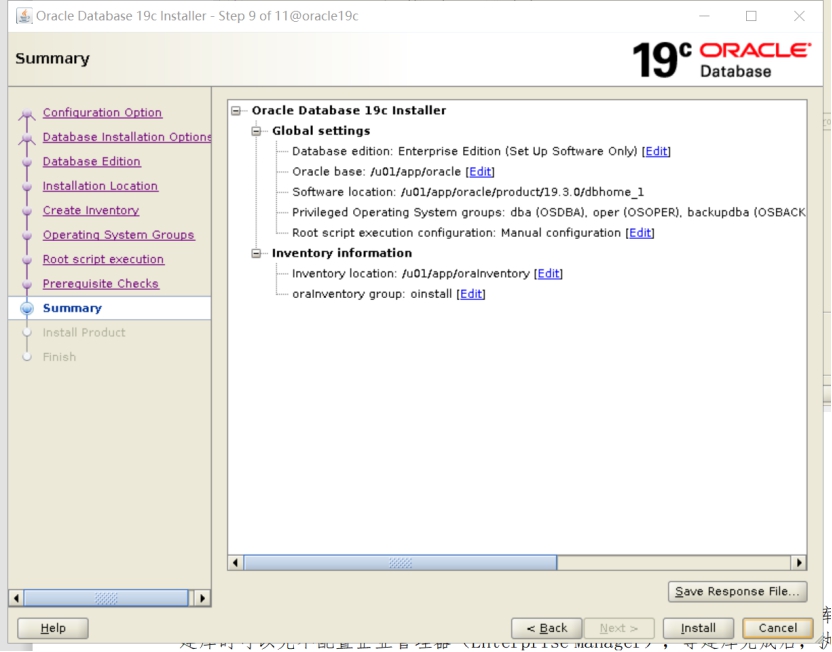 Oracle Database 19c Installer - Step 9 of 11@oracle19c
Summary
19c ORACLE
Database
Configuration Option
Database Installation Options
Database Edition
Installation Location
Create Inventory
Operating System Groups
Root script execution
Prerequisite Checks
Summary
Install Product
Finish
Oracle Database 19c Installer
Global settings
Database edition: Enterprise Edition (Set Up Software Only) [Edit]
Oracle base: /u01/app/oracle [Edit]
Software location: /u01/app/oracle/product/19.3.0/dbhome_1
Privileged Operating System groups: dba (OSDBA), oper (OSOPER), backupdba (OSBACK
Root script execution configuration: Manual configuration [Edit]
Inventory information
Inventory location: /u01/app/oraInventory [Edit]
oraInventory group: oinstall [Edit]
Save Response File...
Help
< Back
Next >
Install
Cancel